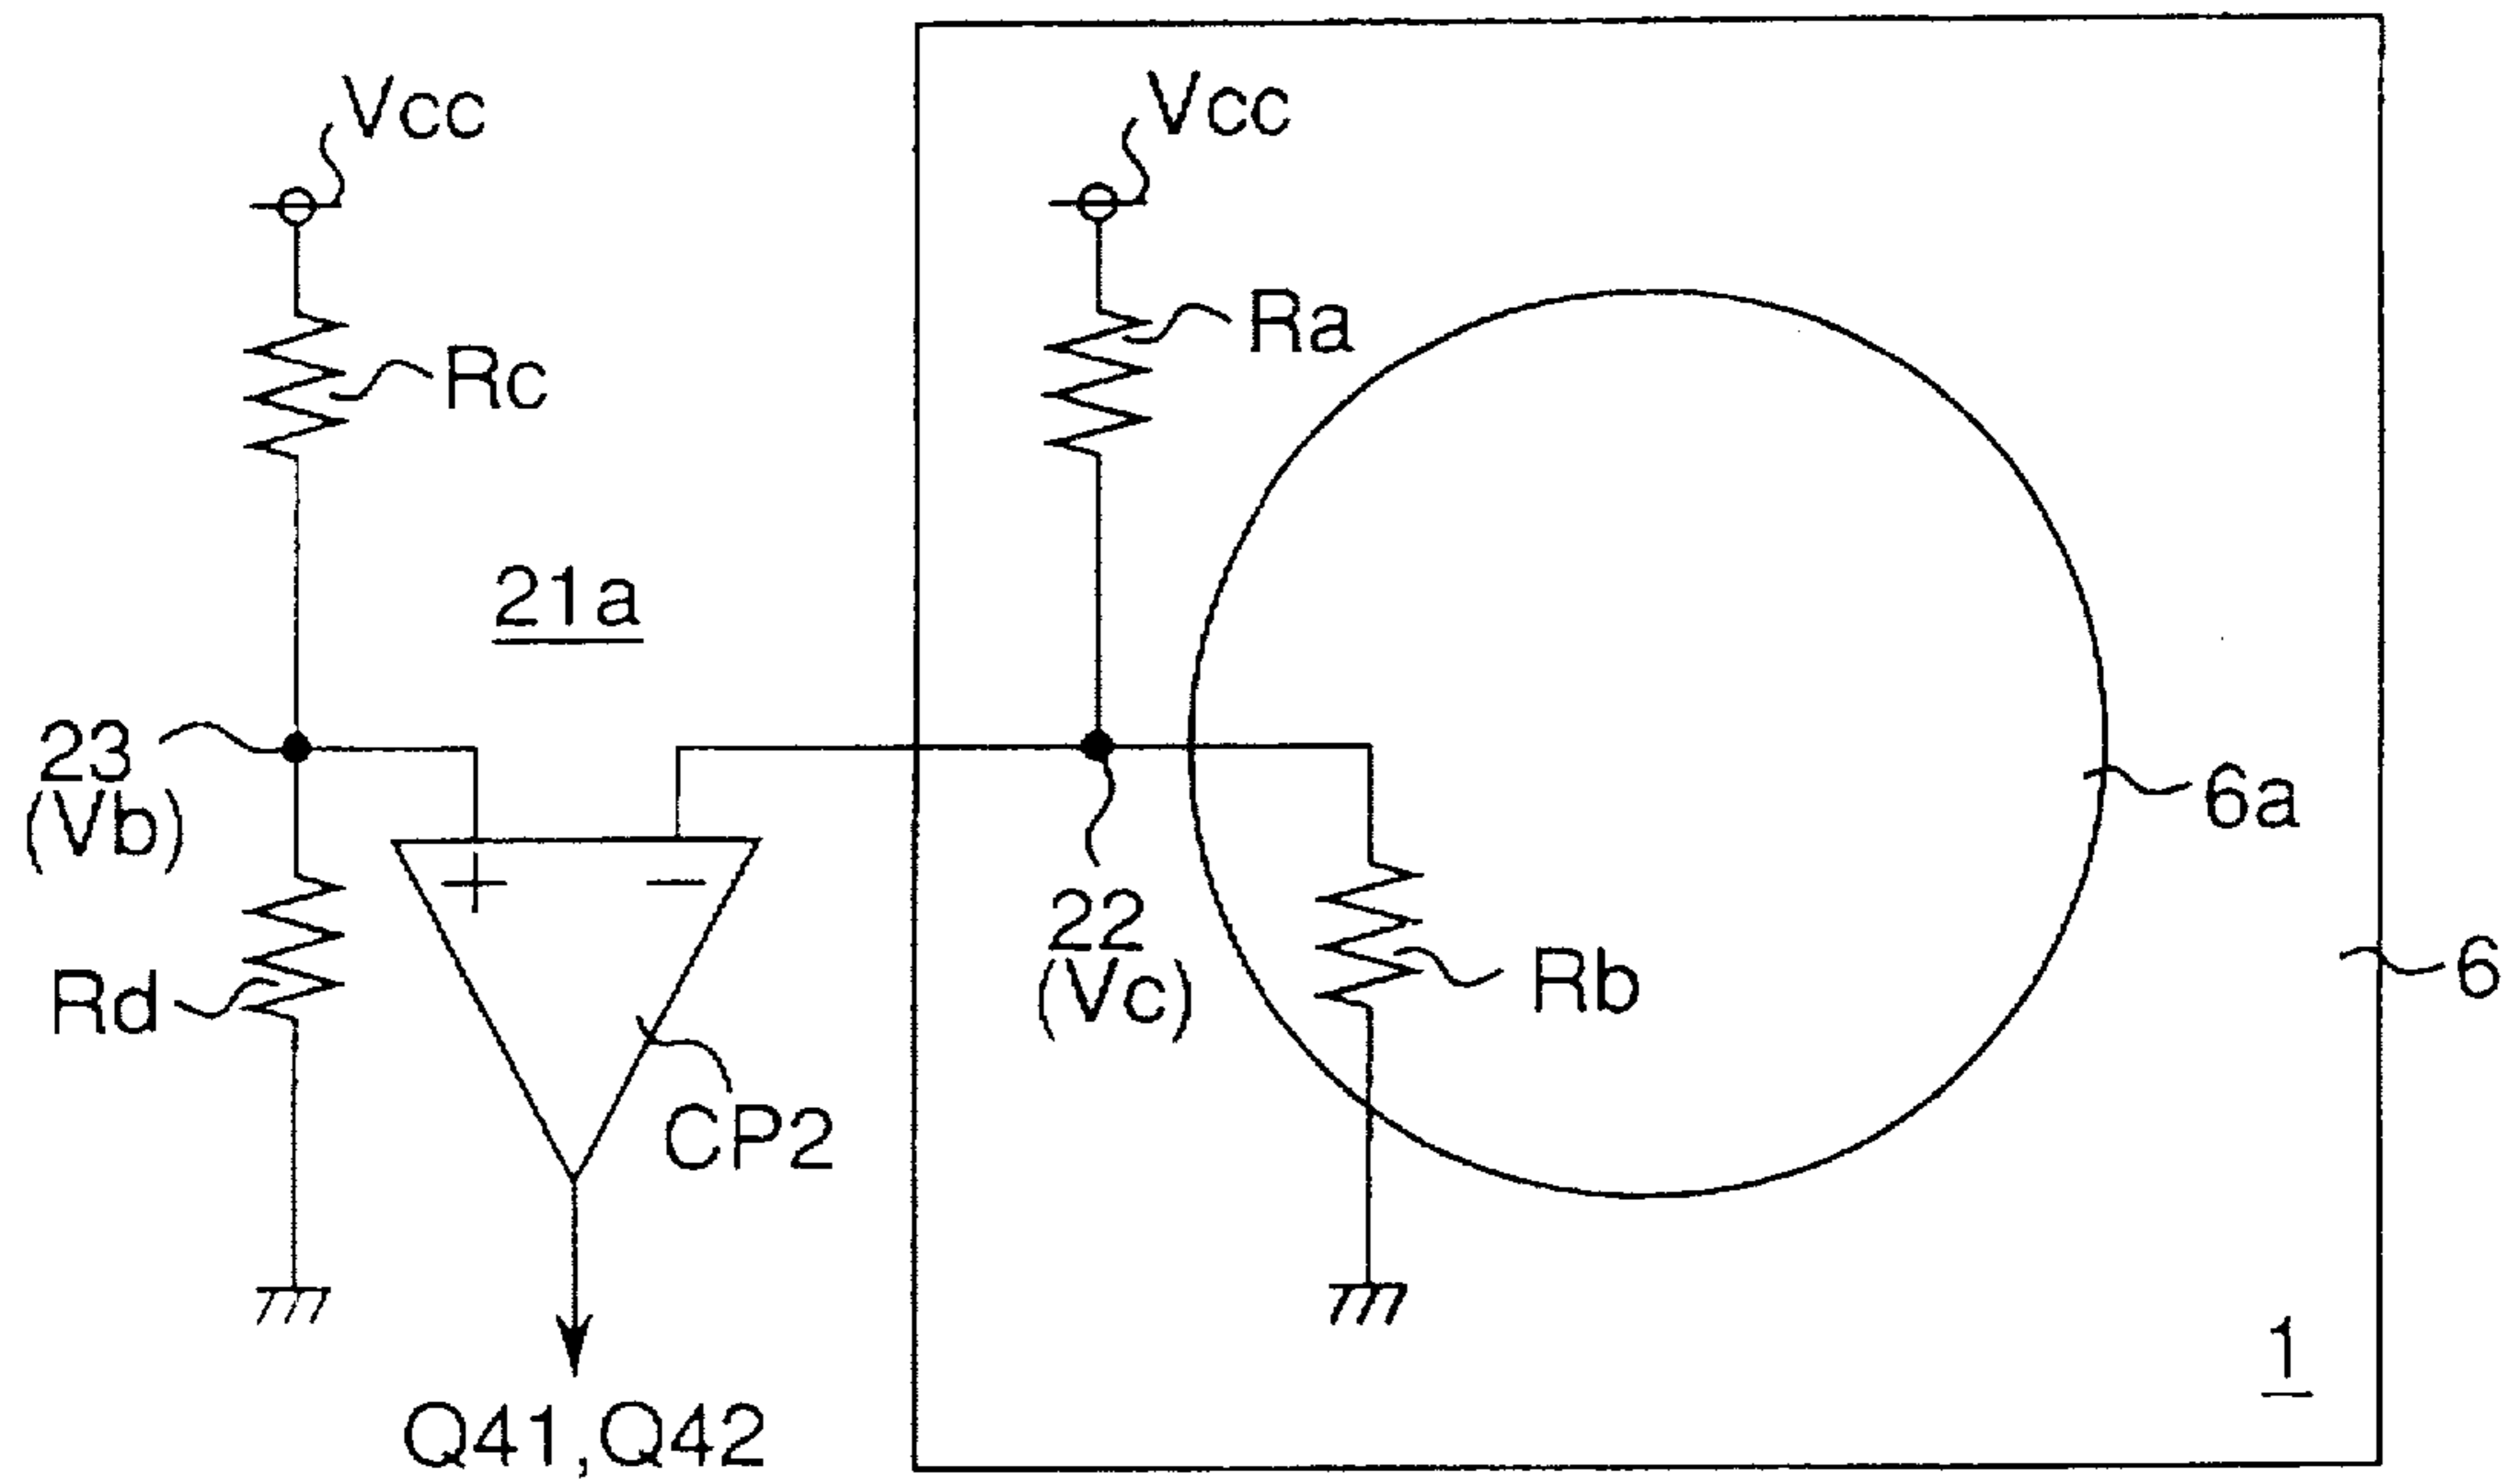 Vcc
Vcc
Ra
Rc
21a
23
(Vb)
6a
22
(Vc)
Rb
6
Rd
+
−
CP2
1
Q41,Q42